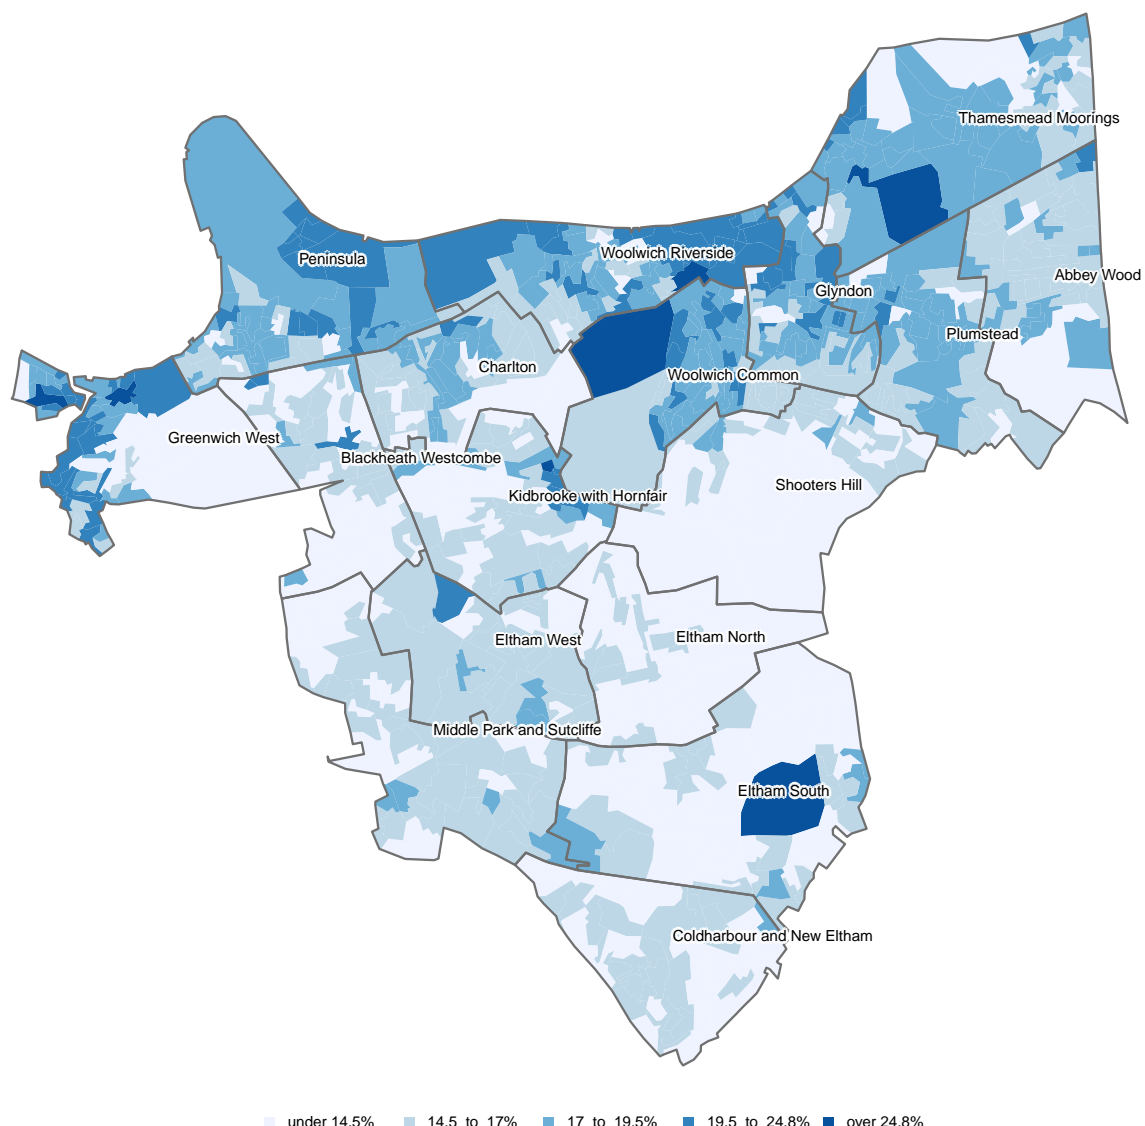 Thamesmead Moorings
Woolwich Riverside
Peninsula
Abbey Wood
Glyndon
Plumstead
Charlton
Woolwich Common
Greenwich West
Blackheath Westcombe
Shooters Hill
Kidbrooke with Hornfair
Eltham North
Eltham West
Middle Park and Sutcliffe
Eltham South
Coldharbour and New Eltham
under 14.5% 14.5 to 17% 17 to 19.5% 19.5 to 24.8% over 24.8%